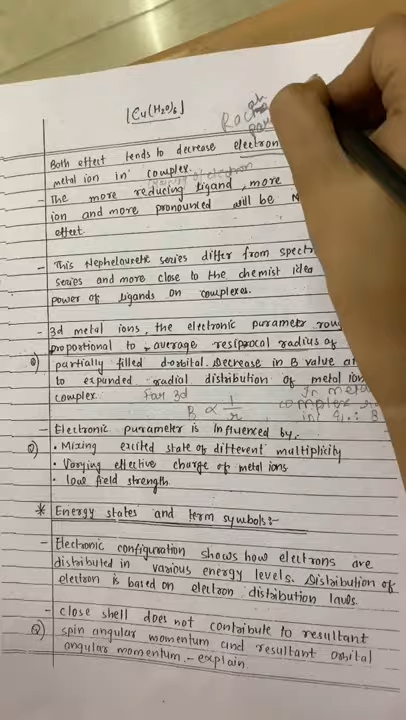 [Cu(H2O)6]
Both effect tends to decrease electron
metal ion in complex.
- The more reducing ligand, more
ion and more pronounced will be N
effect.
- This Nephelauretic series differ from spectr
series and more close to the chemist idea
power of ligands on complexes.
- 3d metal ions, the electronic parameter rou
proportional to average resiprocal radius of
Q) partially filled d-orbital. Decrease in B value
to expanded radial distribution of metal ion
complex. For 3d
B ∝ 1/r
- Electronic purameter is influenced by.
Q) • Mixing excited state of different multiplicity
• Varying effective charge of metal ions
• low field strength
* Energy states and term symbols:-
- Electronic configuration shows how electrons are
distributed in various energy levels. Distribution of
electron is based on electron distribution laws.
- close shell does not contribute to resultant
Q) spin angular momentum and resultant orbital
angular momentum. - explain.